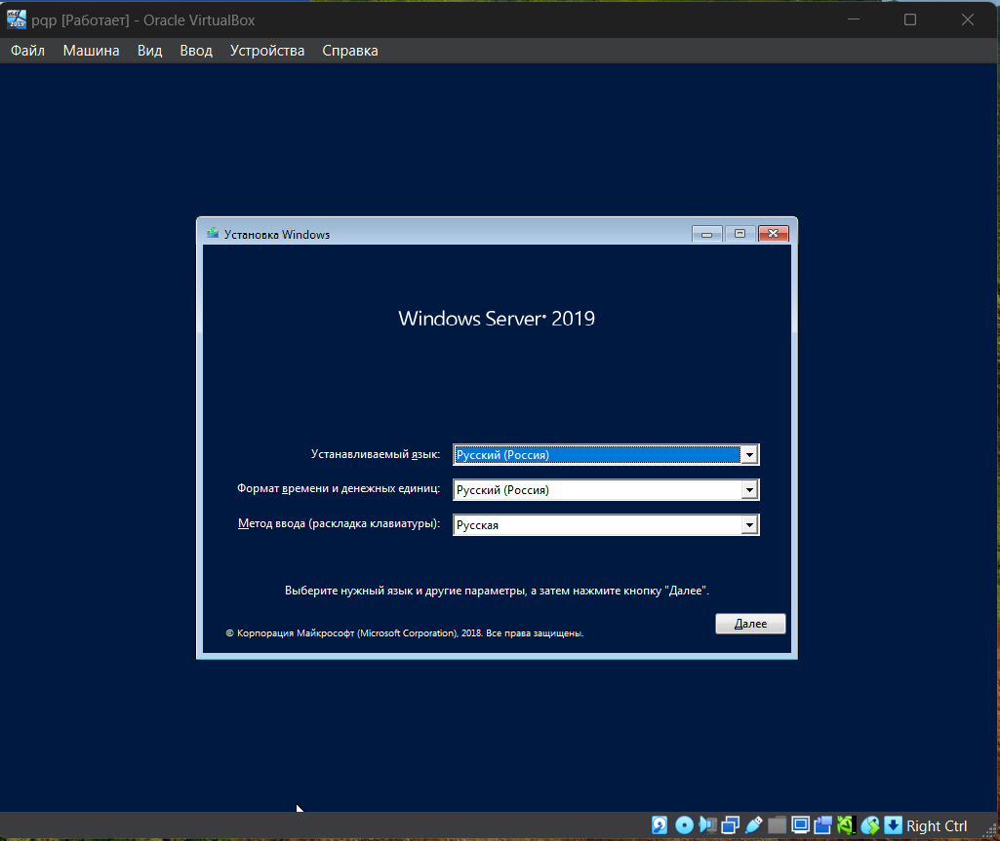 pqp [Работает] - Oracle VirtualBox
Файл Машина Вид Ввод Устройства Справка
Установка Windows
Windows Server 2019
Устанавливаемый язык: Русский (Россия)
Формат времени и денежных единиц: Русский (Россия)
Метод ввода (раскладка клавиатуры): Русская
Выберите нужный язык и другие параметры, а затем нажмите кнопку "Далее".
Далее
© Корпорация Майкрософт (Microsoft Corporation), 2018. Все права защищены.
Right Ctrl